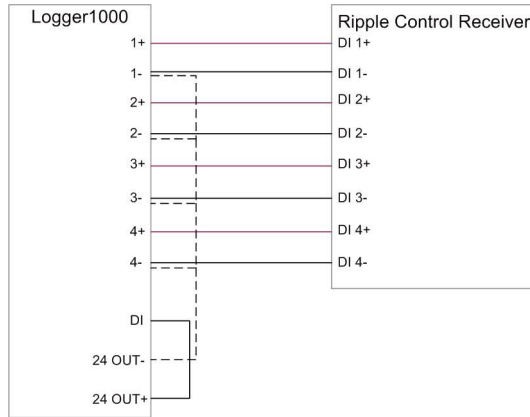 Logger1000
Ripple Control Receiver
1+
DI 1+
1-
DI 1-
2+
DI 2+
2-
DI 2-
3+
DI 3+
3-
DI 3-
4+
DI 4+
4-
DI 4-
DI
24 OUT-
24 OUT+